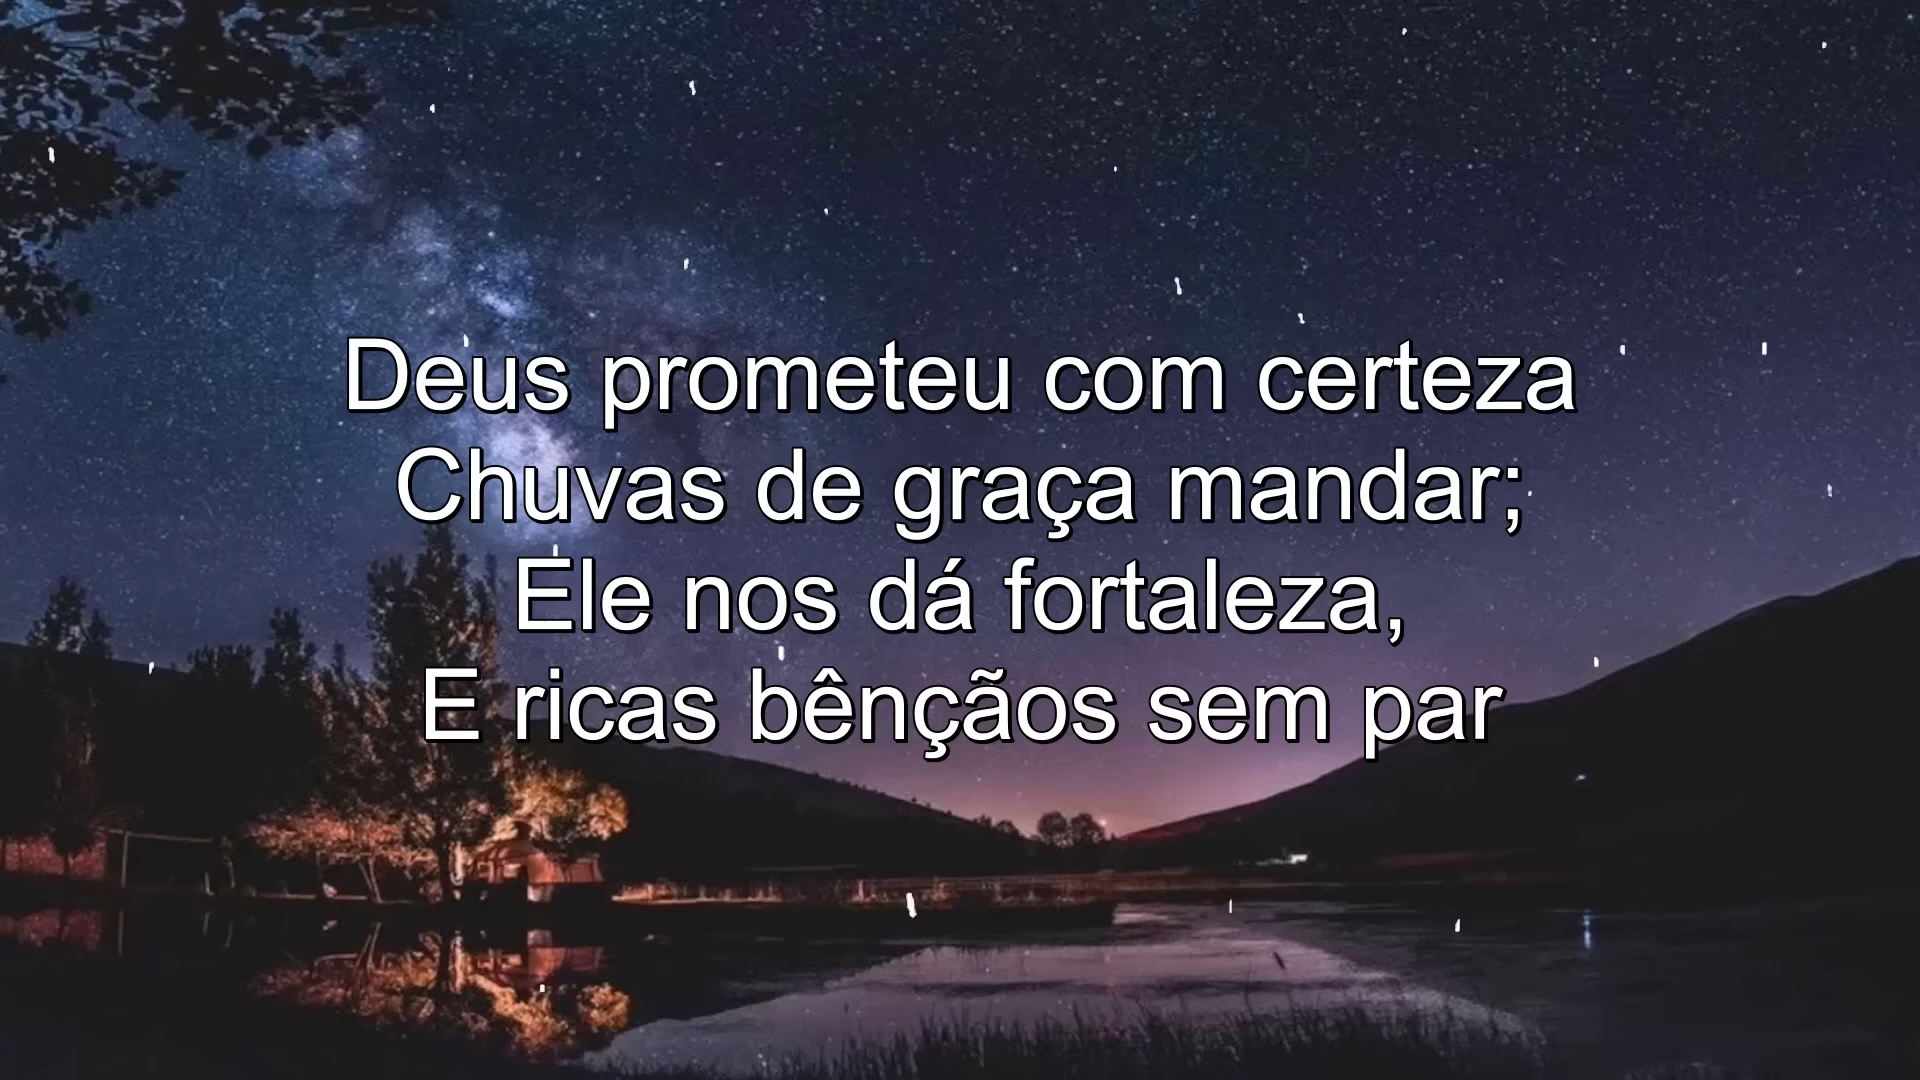 Deus prometeu com certeza
Chuvas de graça mandar;
Ele nos dá fortaleza,
E ricas bênçãos sem par